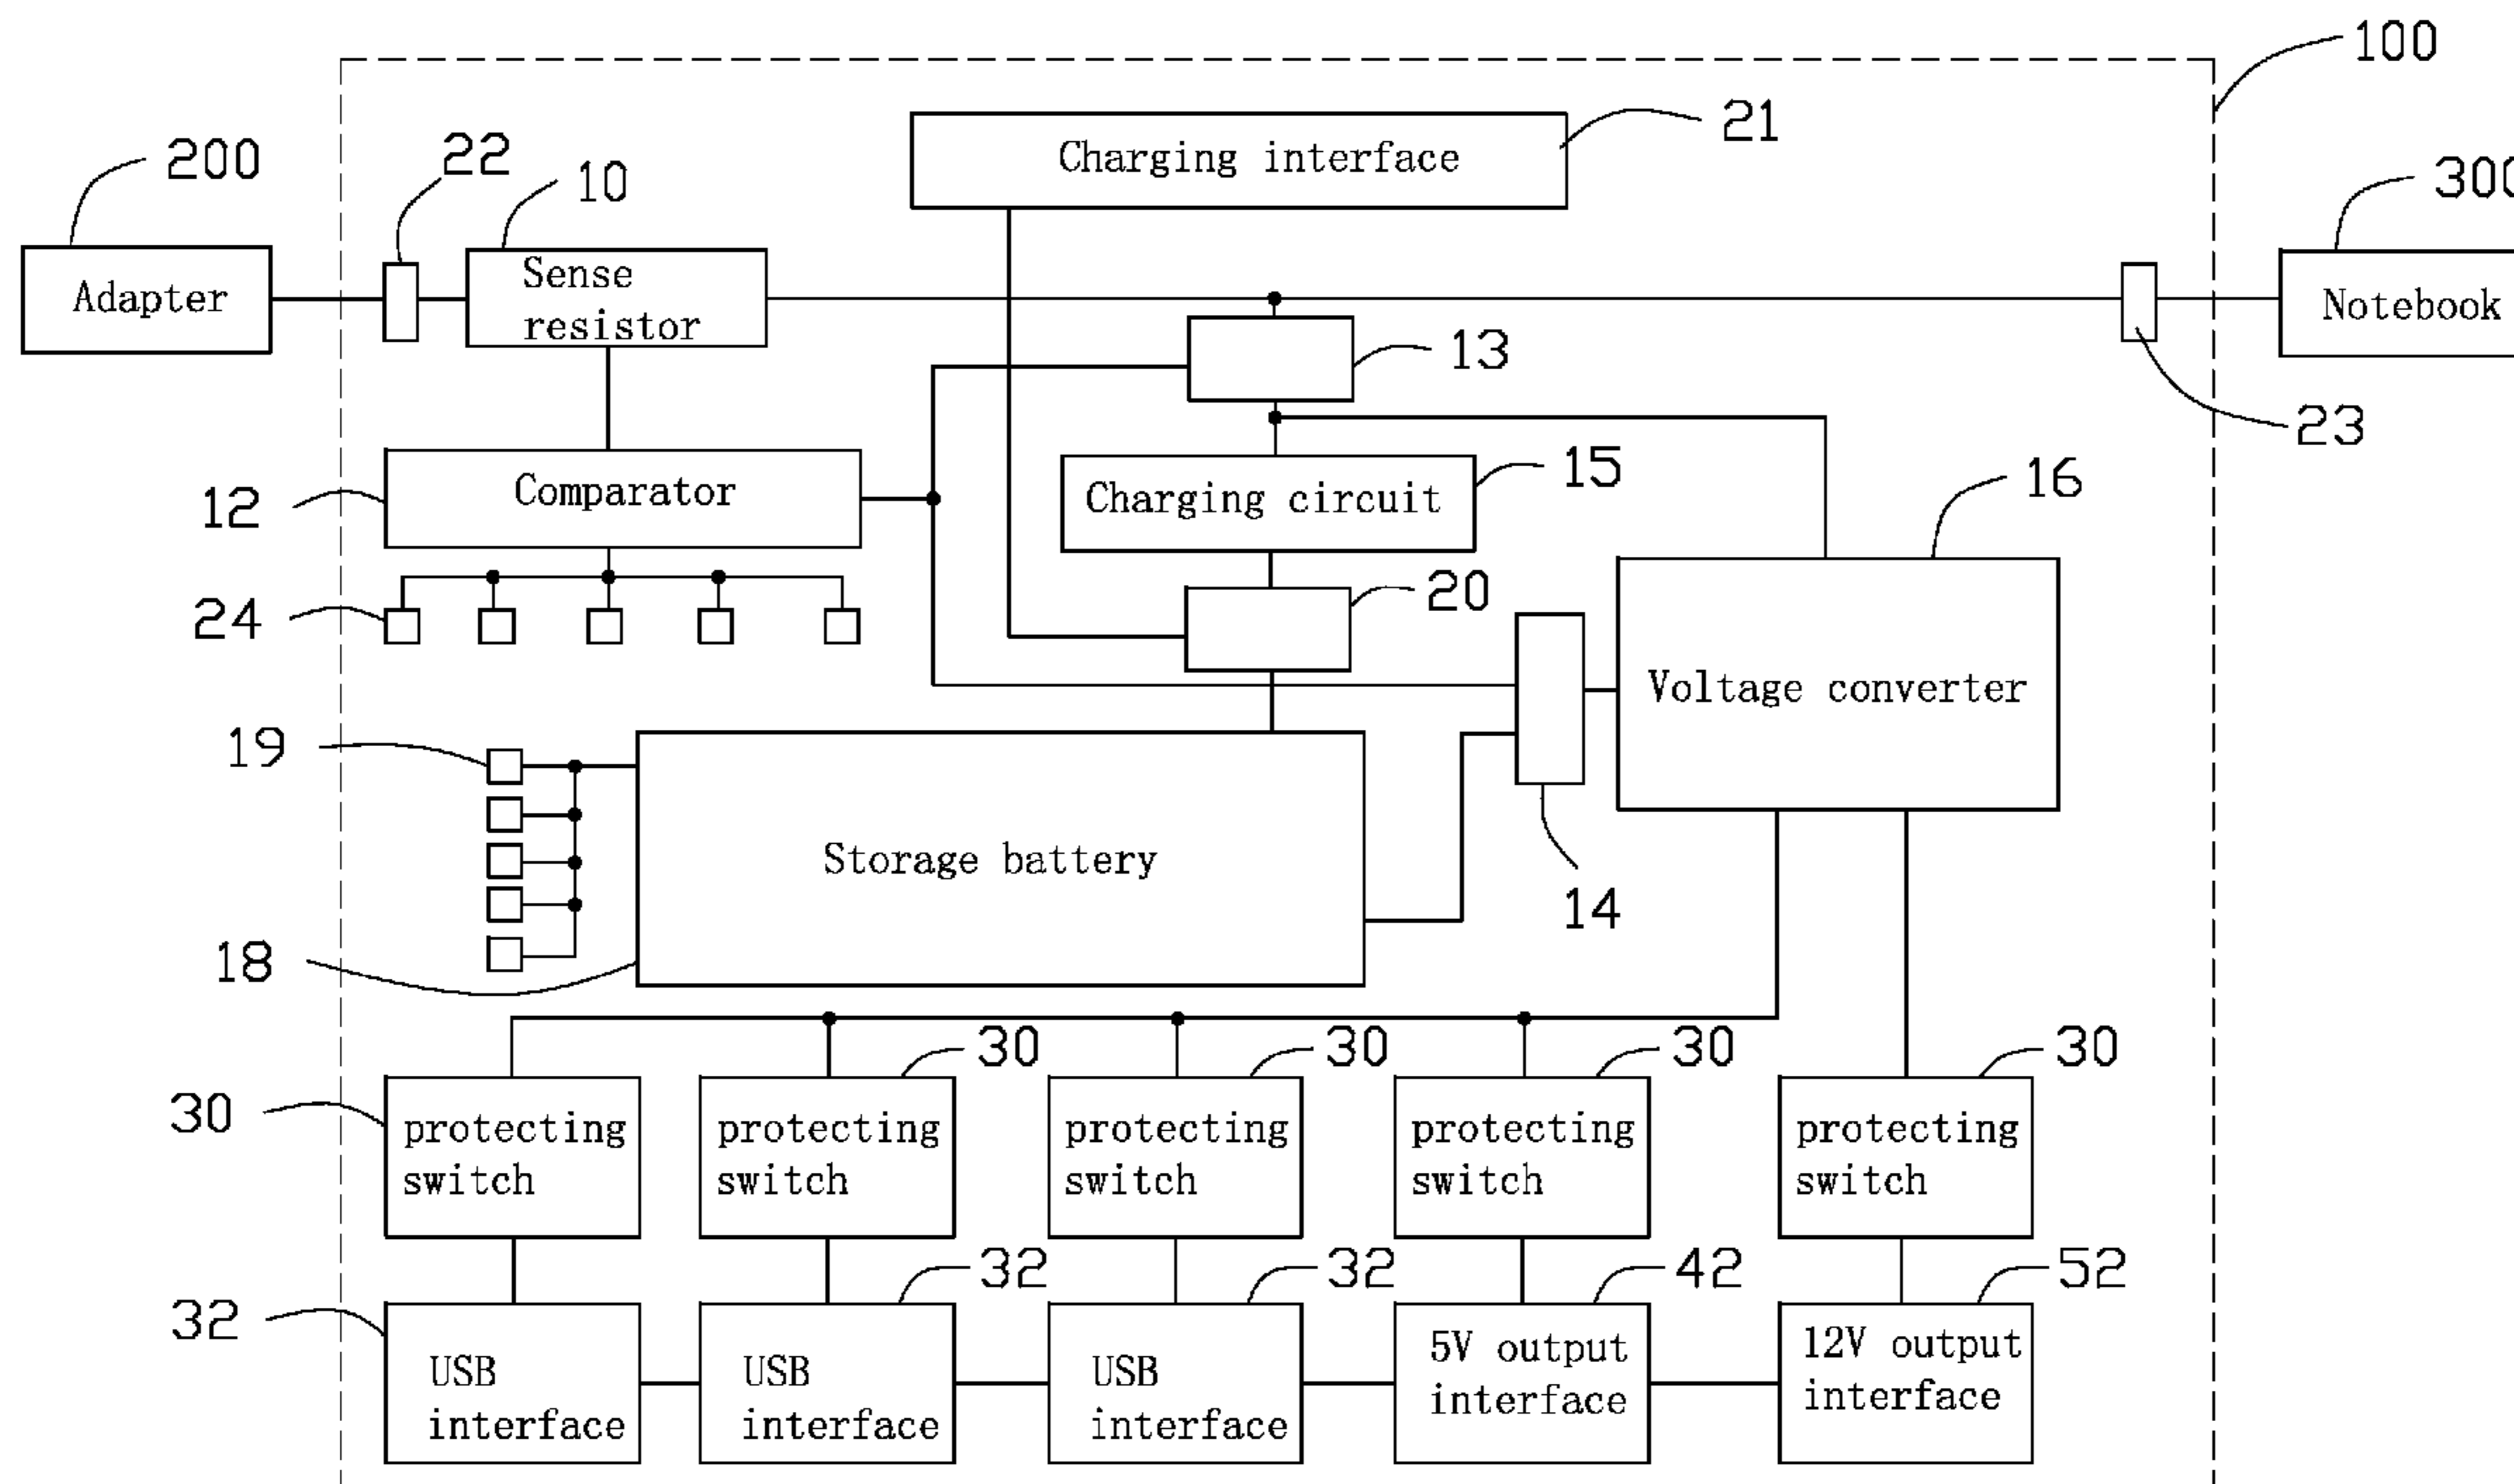 100
21
Charging interface
200
22
10
300
Adapter
Sense
resistor
Notebook
13
23
12
Comparator
Charging circuit
15
16
24
20
Voltage converter
19
Storage battery
14
18
30
30
30
30
30
protecting
switch
protecting
switch
protecting
switch
protecting
switch
protecting
switch
32
32
32
42
52
USB
interface
USB
interface
USB
interface
5V output
interface
12V output
interface